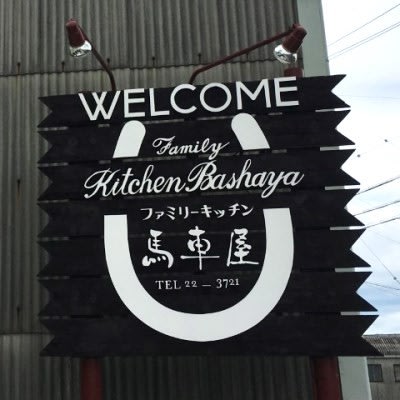 WELCOME
Family
Kitchen Bashaya
ファミリーキッチン
馬車屋
TEL 22 — 3721